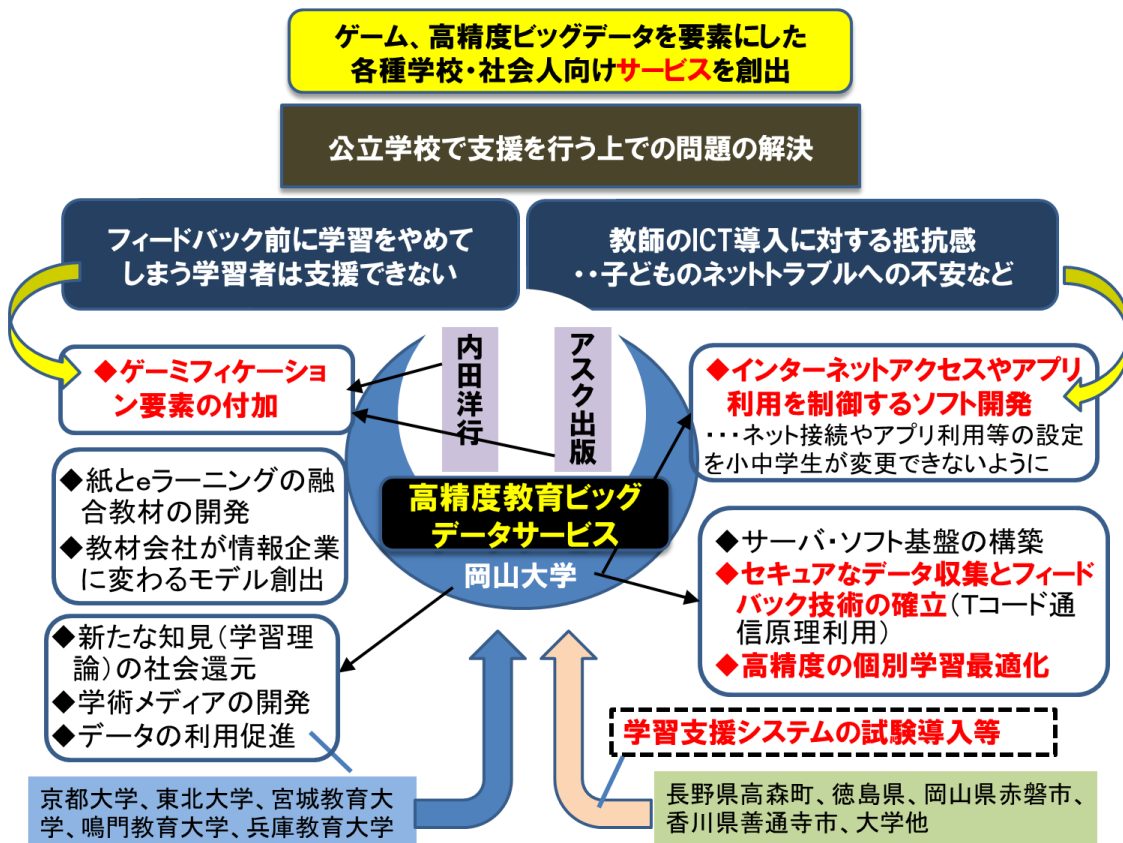 ゲーム、高精度ビッグデータを要素にした
各種学校・社会人向けサービスを創出
公立学校で支援を行う上での問題の解決
フィードバック前に学習をやめて
しまう学習者は支援できない
教師のICT導入に対する抵抗感
・・子どものネットトラブルへの不安など
◆ゲーミフィケーショ
ン要素の付加
内田洋行
アスク出版
◆インターネットアクセスやアプリ
利用を制御するソフト開発
・・・ネット接続やアプリ利用等の設定
を小中学生が変更できないように
◆紙とeラーニングの融
合教材の開発
◆教材会社が情報企業
に変わるモデル創出
高精度教育ビッグ
データサービス
岡山大学
◆サーバ・ソフト基盤の構築
◆セキュアなデータ収集とフィード
バック技術の確立(Tコード通
信原理利用)
◆高精度の個別学習最適化
◆新たな知見(学習理
論)の社会還元
◆学術メディアの開発
◆データの利用促進
学習支援システムの試験導入等
京都大学、東北大学、宮城教育大
学、鳴門教育大学、兵庫教育大学
長野県高森町、徳島県、岡山県赤磐市、
香川県善通寺市、大学他